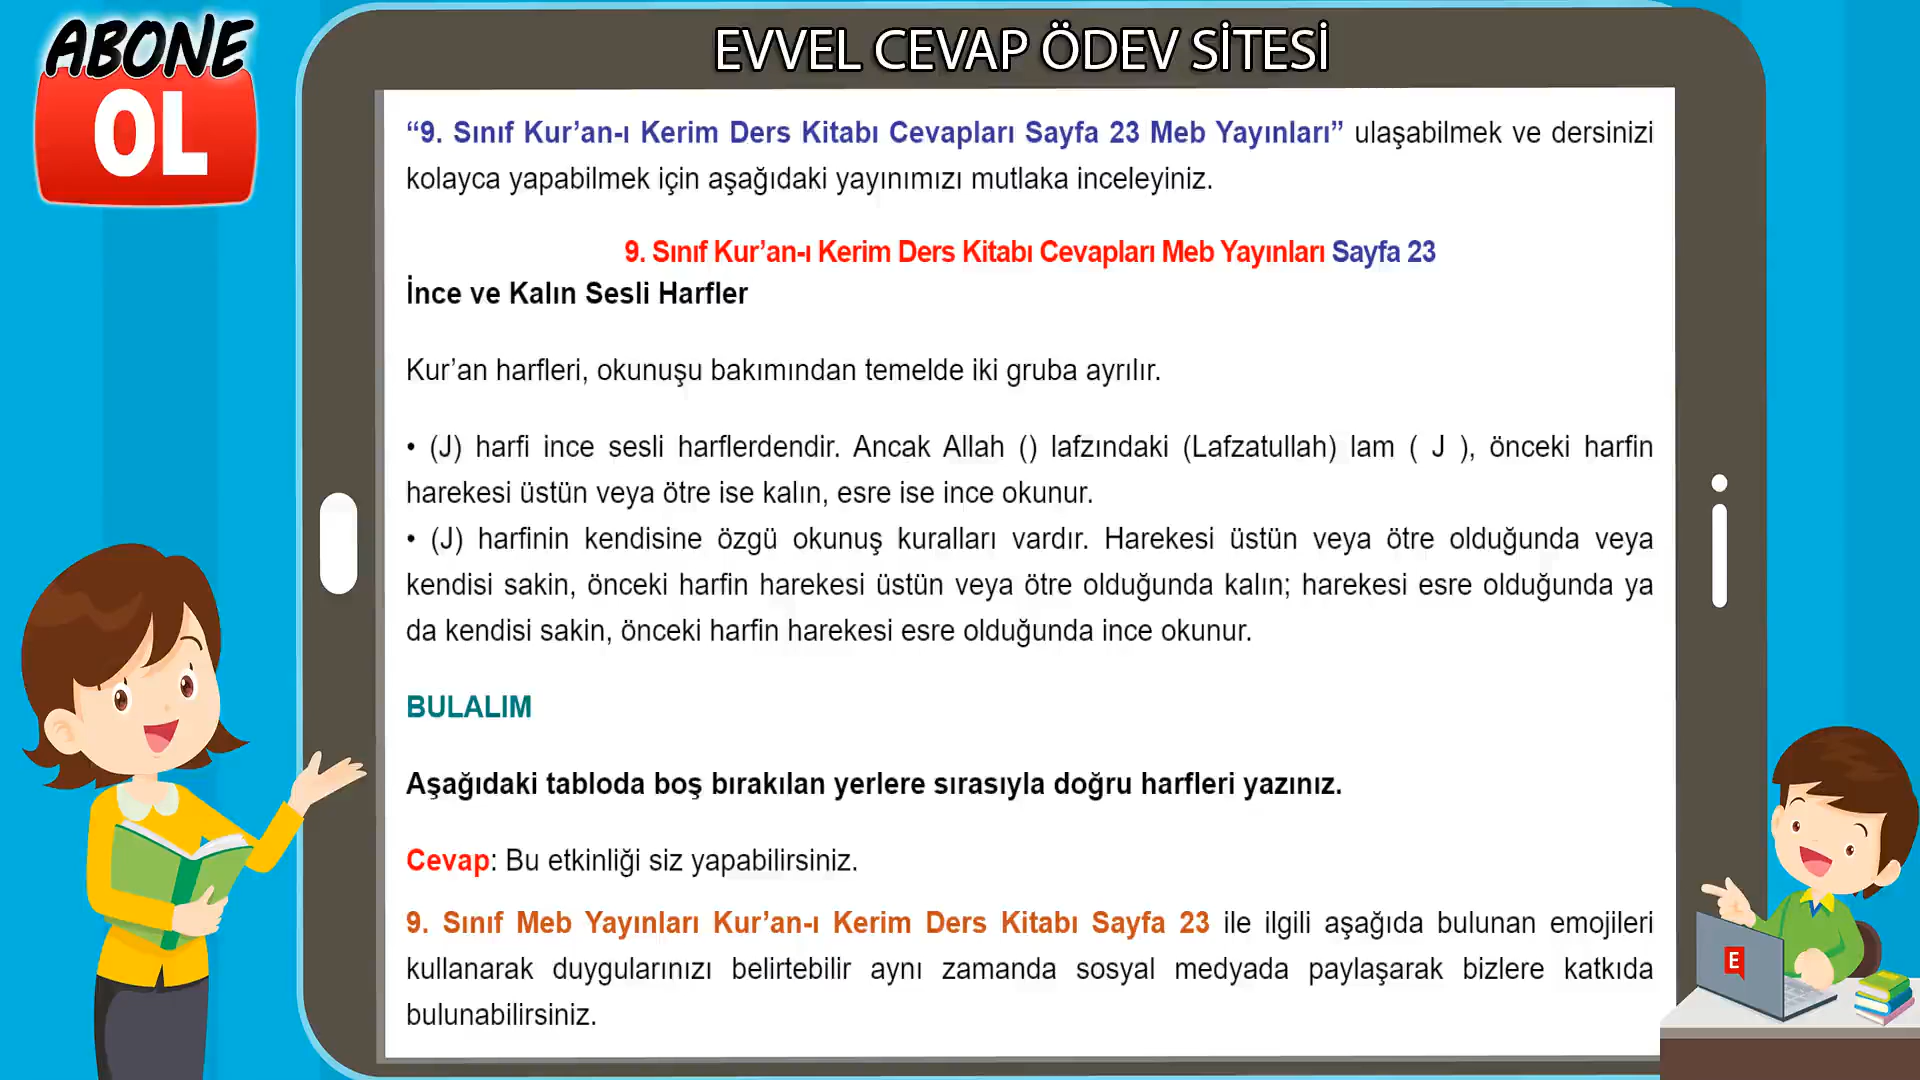 ABONE
OL
EVVEL CEVAP ÖDEV SİTESİ
“9. Sınıf Kur’an-ı Kerim Ders Kitabı Cevapları Sayfa 23 Meb Yayınları” ulaşabilmek ve dersinizi
kolayca yapabilmek için aşağıdaki yayınımızı mutlaka inceleyiniz.
9. Sınıf Kur’an-ı Kerim Ders Kitabı Cevapları Meb Yayınları Sayfa 23
İnce ve Kalın Sesli Harfler
Kur’an harfleri, okunuşu bakımından temelde iki gruba ayrılır.
• (J) harfi ince sesli harflerdendir. Ancak Allah () lafzındaki (Lafzatullah) lam ( J ), önceki harfin
harekesi üstün veya ötre ise kalın, esre ise ince okunur.
• (J) harfinin kendisine özgü okunuş kuralları vardır. Harekesi üstün veya ötre olduğunda veya
kendisi sakin, önceki harfin harekesi üstün veya ötre olduğunda kalın; harekesi esre olduğunda ya
da kendisi sakin, önceki harfin harekesi esre olduğunda ince okunur.
BULALIM
Aşağıdaki tabloda boş bırakılan yerlere sırasıyla doğru harfleri yazınız.
Cevap: Bu etkinliği siz yapabilirsiniz.
9. Sınıf Meb Yayınları Kur’an-ı Kerim Ders Kitabı Sayfa 23 ile ilgili aşağıda bulunan emojileri
kullanarak duygularınızı belirtebilir aynı zamanda sosyal medyada paylaşarak bizlere katkıda
bulunabilirsiniz.
E